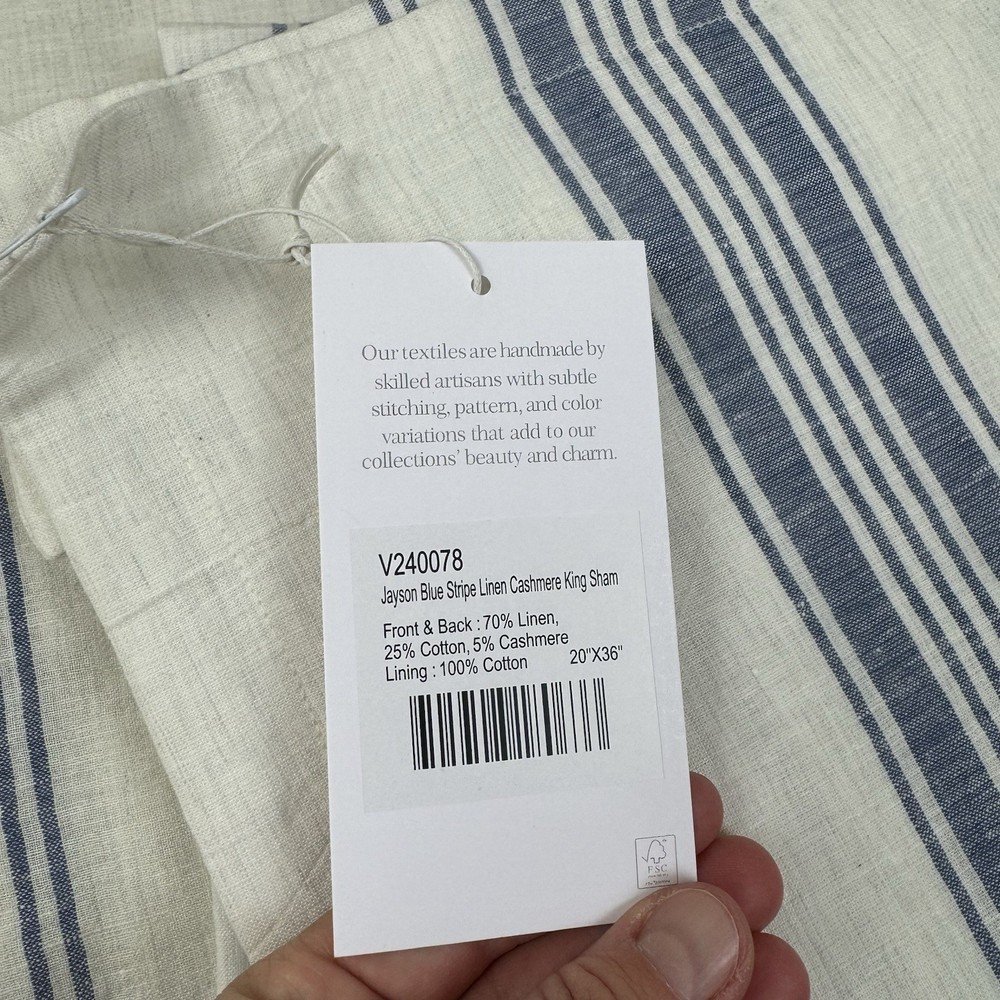 Our textiles are handmade by
skilled artisans with subtle
stitching, pattern, and color
variations that add to our
collections' beauty and charm.
V240078
Jayson Blue Stripe Linen Cashmere King Sham
Front & Back : 70% Linen,
25% Cotton, 5% Cashmere
Lining : 100% Cotton 20"X36"
FSC